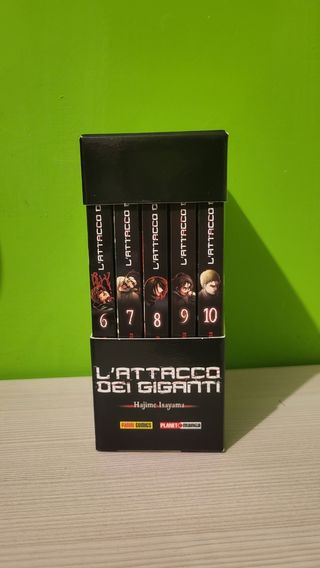 L'ATTACCO D
L'ATTACCO D
L'ATTACCO D
L'ATTACCO D
L'ATTACCO D
6 7 8 9 10
L'ATTACCO
DEI GIGANTI
Hajime Isayama
PANINI COMICS PLANET manga